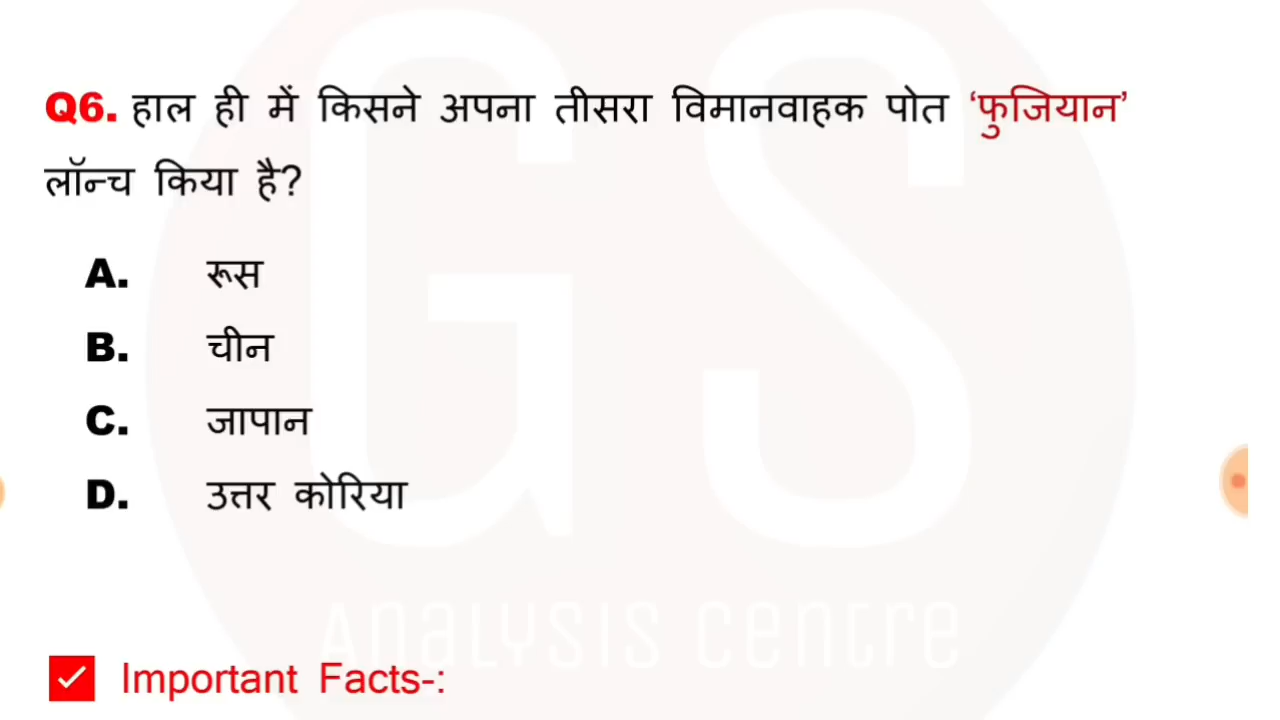 Q6. हाल ही में किसने अपना तीसरा विमानवाहक पोत ‘फुजियान’
लॉन्च किया है?
A. रूस
B. चीन
C. जापान
D. उत्तर कोरिया
GS
Analysis Centre
Important Facts-: